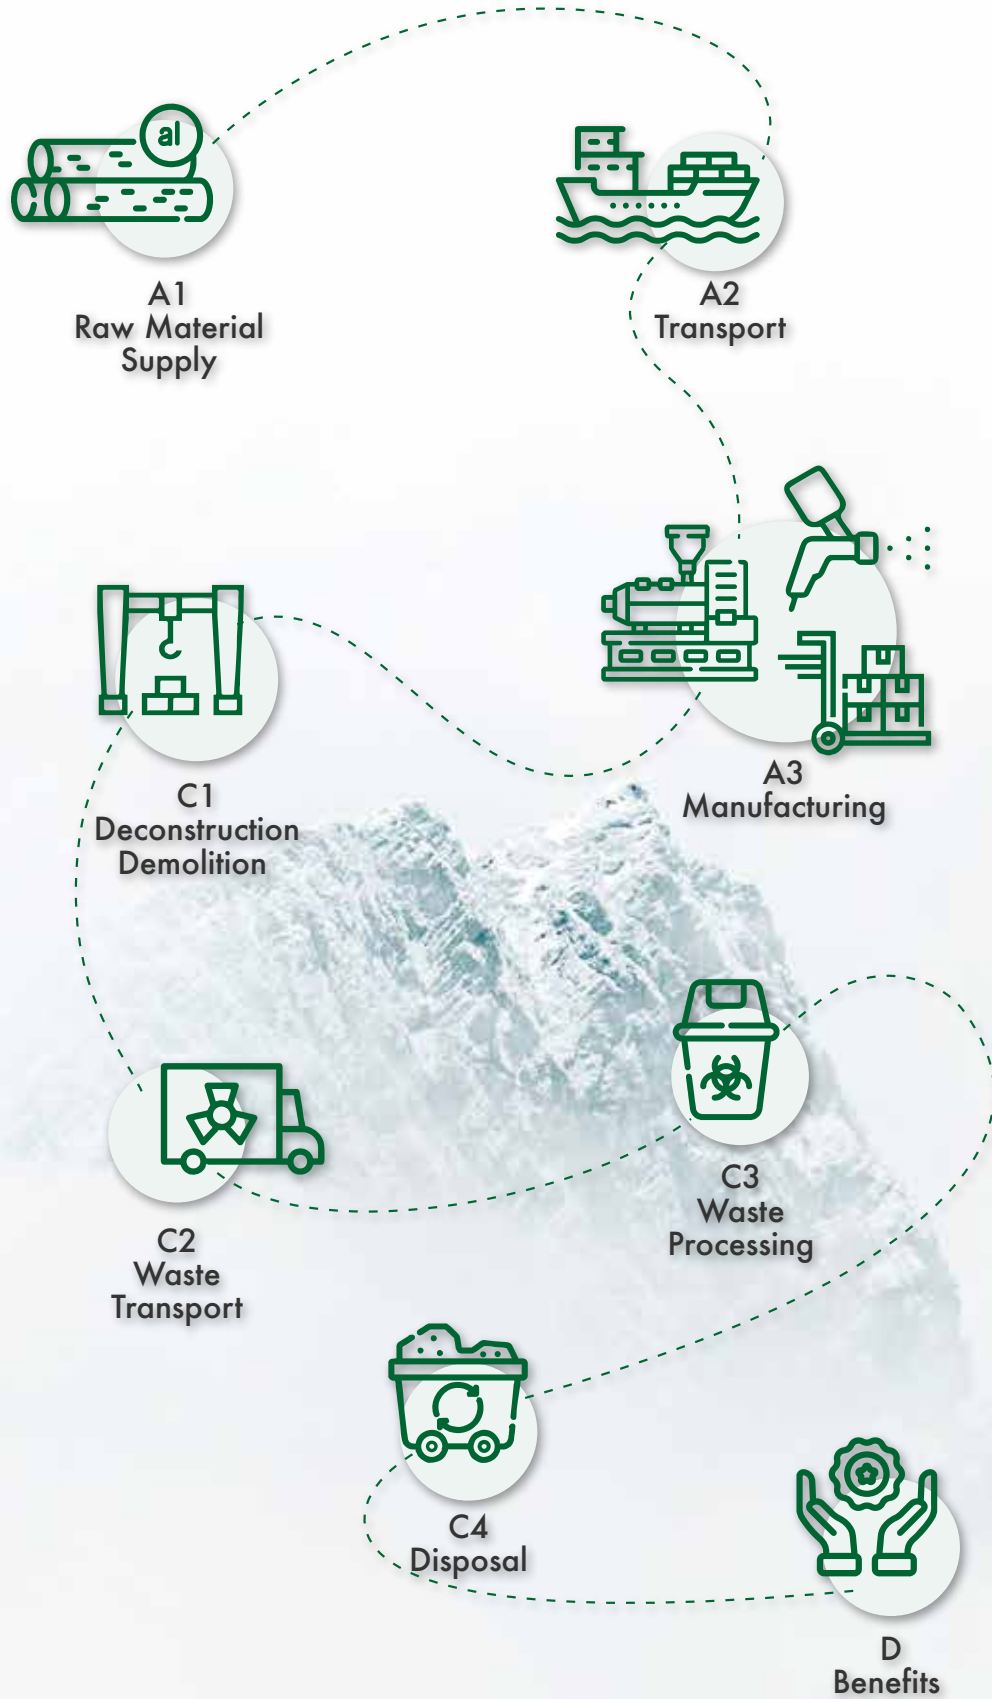 al
A1
Raw Material
Supply
A2
Transport
A3
Manufacturing
C1
Deconstruction
Demolition
C2
Waste
Transport
C3
Waste
Processing
C4
Disposal
D
Benefits